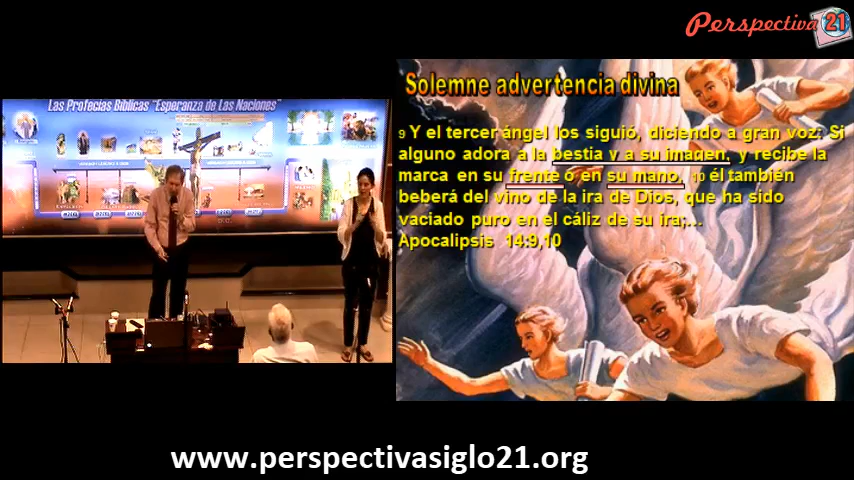 Perspectiva 21
Las Profecías Bíblicas "Esperanza de Las Naciones"
Solemne advertencia divina
9 Y el tercer ángel los siguió, diciendo a gran voz: Si
alguno adora a la bestia y a su imagen, y recibe la
marca en su frente o en su mano, 10 él también
beberá del vino de la ira de Dios, que ha sido
vaciado puro en el cáliz de su ira;...
Apocalipsis 14:9,10
www.perspectivasiglo21.org